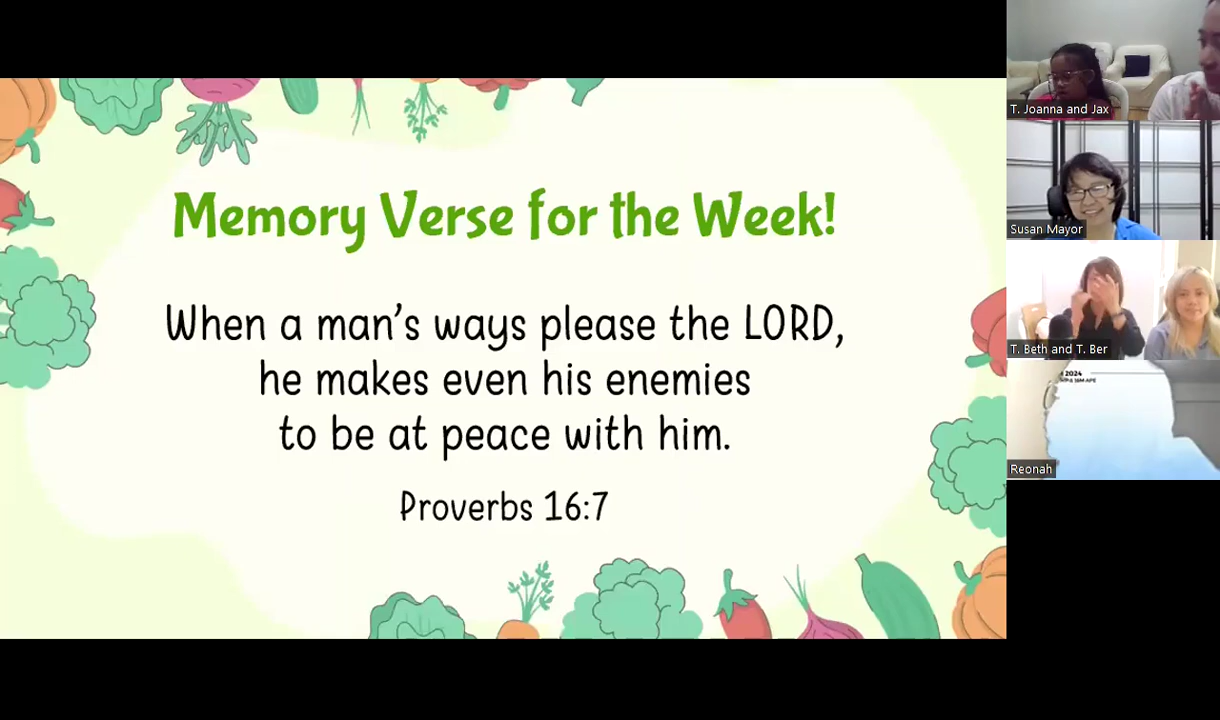 Memory Verse for the Week!
When a man's ways please the LORD,
he makes even his enemies
to be at peace with him.
Proverbs 16:7
T. Joanna and Jax
Susan Mayor
T. Beth and T. Ber
2024
Reonah